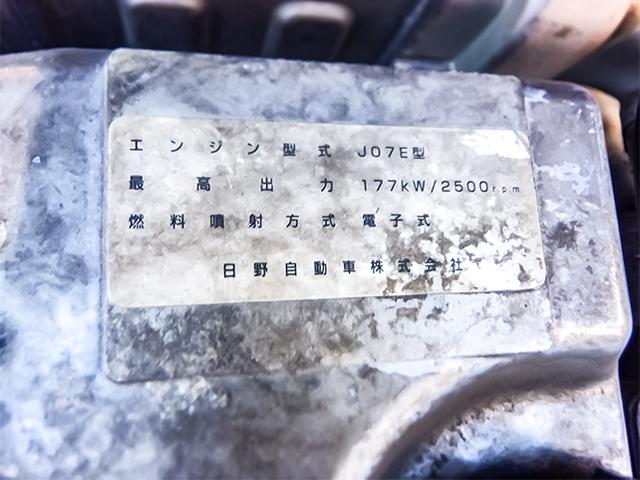 エンジン型式 J07E型
最高出力 177kW/2500r.p.m.
燃料噴射方式 電子式
日野自動車株式会社